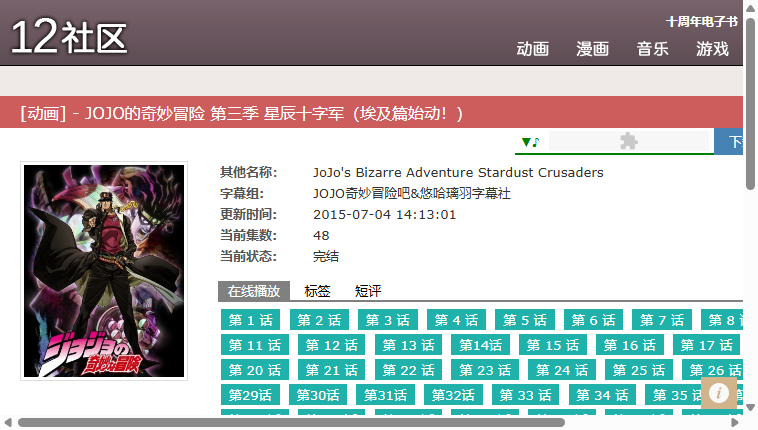 12社区
十周年电子书
动画 漫画 音乐 游戏
[动画] - JOJO的奇妙冒险 第三季 星辰十字军（埃及篇始动！)
▼♪
下
其他名称: JoJo's Bizarre Adventure Stardust Crusaders
字幕组: JOJO奇妙冒险吧&悠哈璃羽字幕社
更新时间: 2015-07-04 14:13:01
当前集数: 48
当前状态: 完结
ジョジョの
奇妙な冒険
在线播放 标签 短评
第 1 话 第 2 话 第 3 话 第 4 话 第 5 话 第 6 话 第 7 话 第 8
第 11 话 第 12 话 第 13 话 第14话 第 15 话 第 16 话 第 17 话
第 20 话 第 21 话 第 22 话 第 23 话 第 24 话 第 25 话 第 26 话
第29话 第30话 第31话 第32话 第 33 话 第 34 话 第 35 话